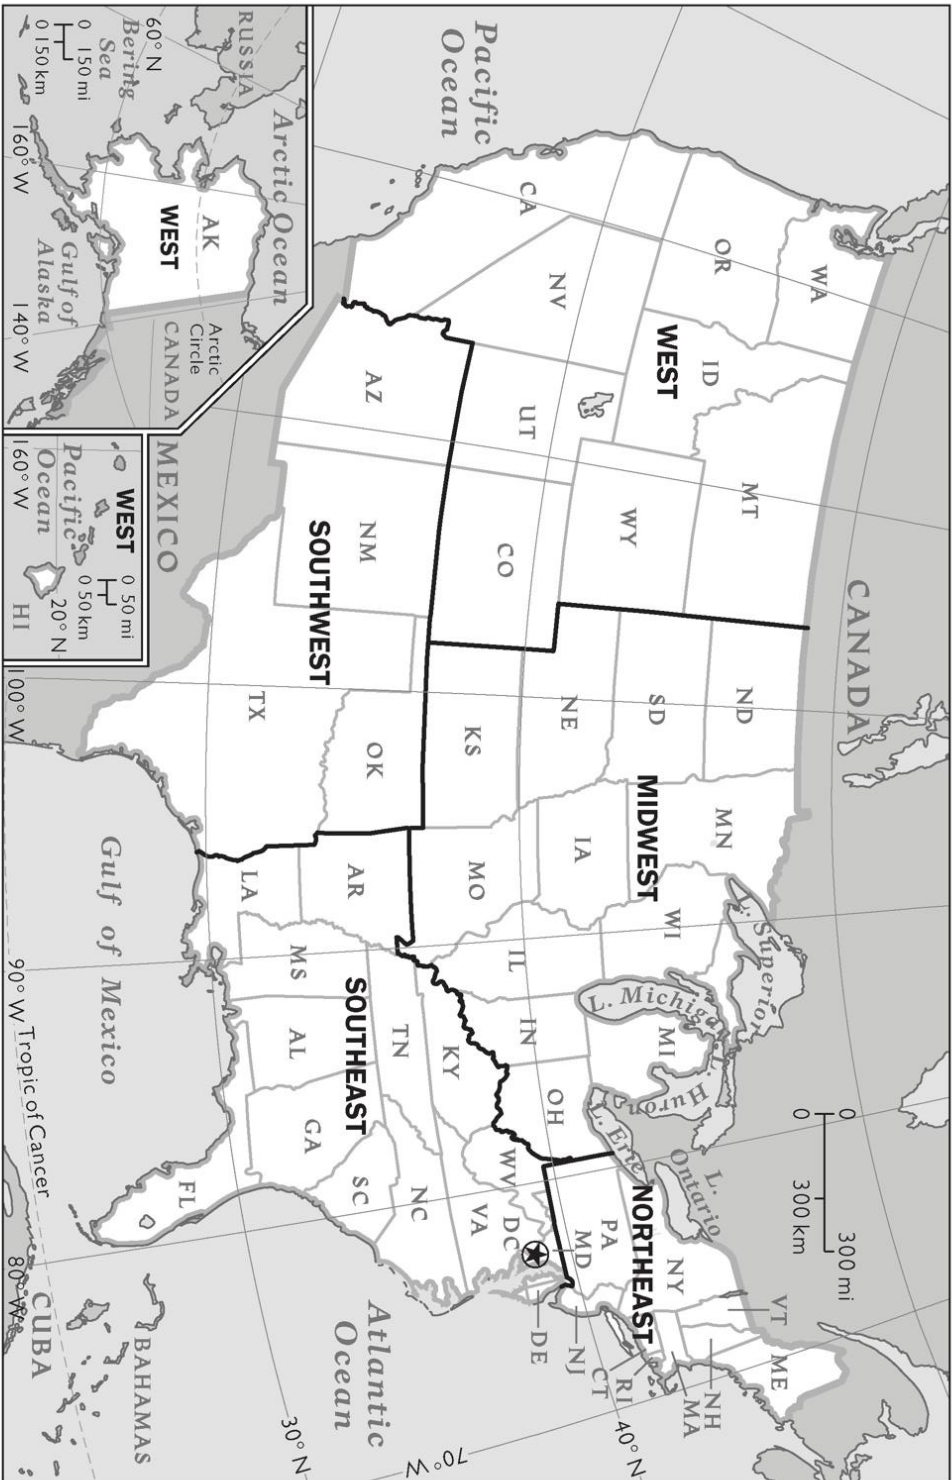 CANADA
Pacific
Ocean
WA
OR
CA
NV
ID
WEST
MT
WY
UT
CO
AZ
NM
SOUTHWEST
TX
OK
ND
SD
NE
KS
MIDWEST
MN
IA
MO
WI
IL
IN
MI
OH
L. Superior
L. Michigan
L. Huron
L. Erie
L.
Ontario
AR
LA
MS
AL
GA
FL
SC
NC
TN
KY
WV
VA
DC
SOUTHEAST
NORTHEAST
PA
MD
NY
VT
ME
NH
MA
RI
CT
NJ
DE
0 300 mi
0 300 km
Atlantic
Ocean
40° N
30° N
70° W
80° W
90° W
100° W
Tropic of Cancer
Gulf of Mexico
BAHAMAS
CUBA
MEXICO
RUSSIA
Arctic Ocean
60° N
Bering
Sea
0 150 mi
0 150 km
AK
WEST
Arctic
Circle
CANADA
Gulf of
Alaska
160° W
140° W
WEST
0 50 mi
0 50 km
Pacific
Ocean
20° N
HI
160° W